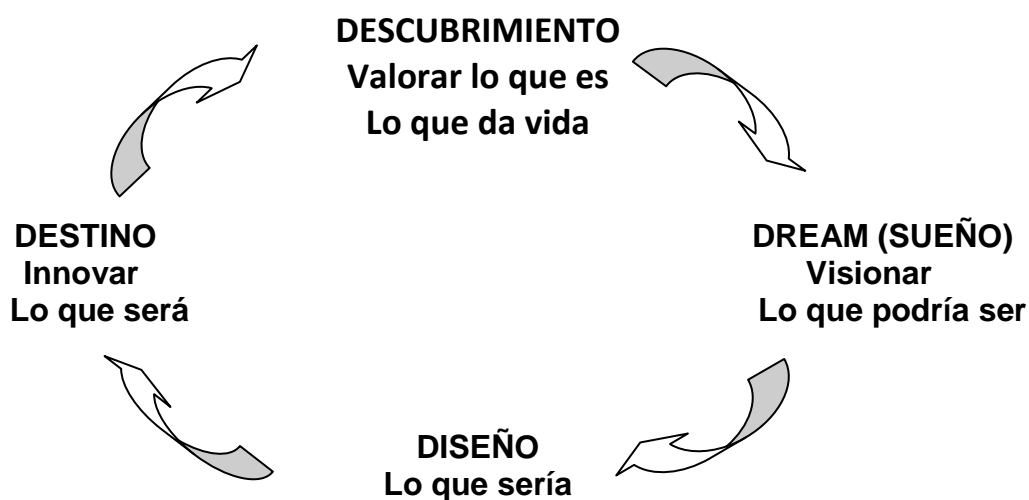 DESCUBRIMIENTO
Valorar lo que es
Lo que da vida
DREAM (SUEÑO)
Visionar
Lo que podría ser
DISEÑO
Lo que sería
DESTINO
Innovar
Lo que será